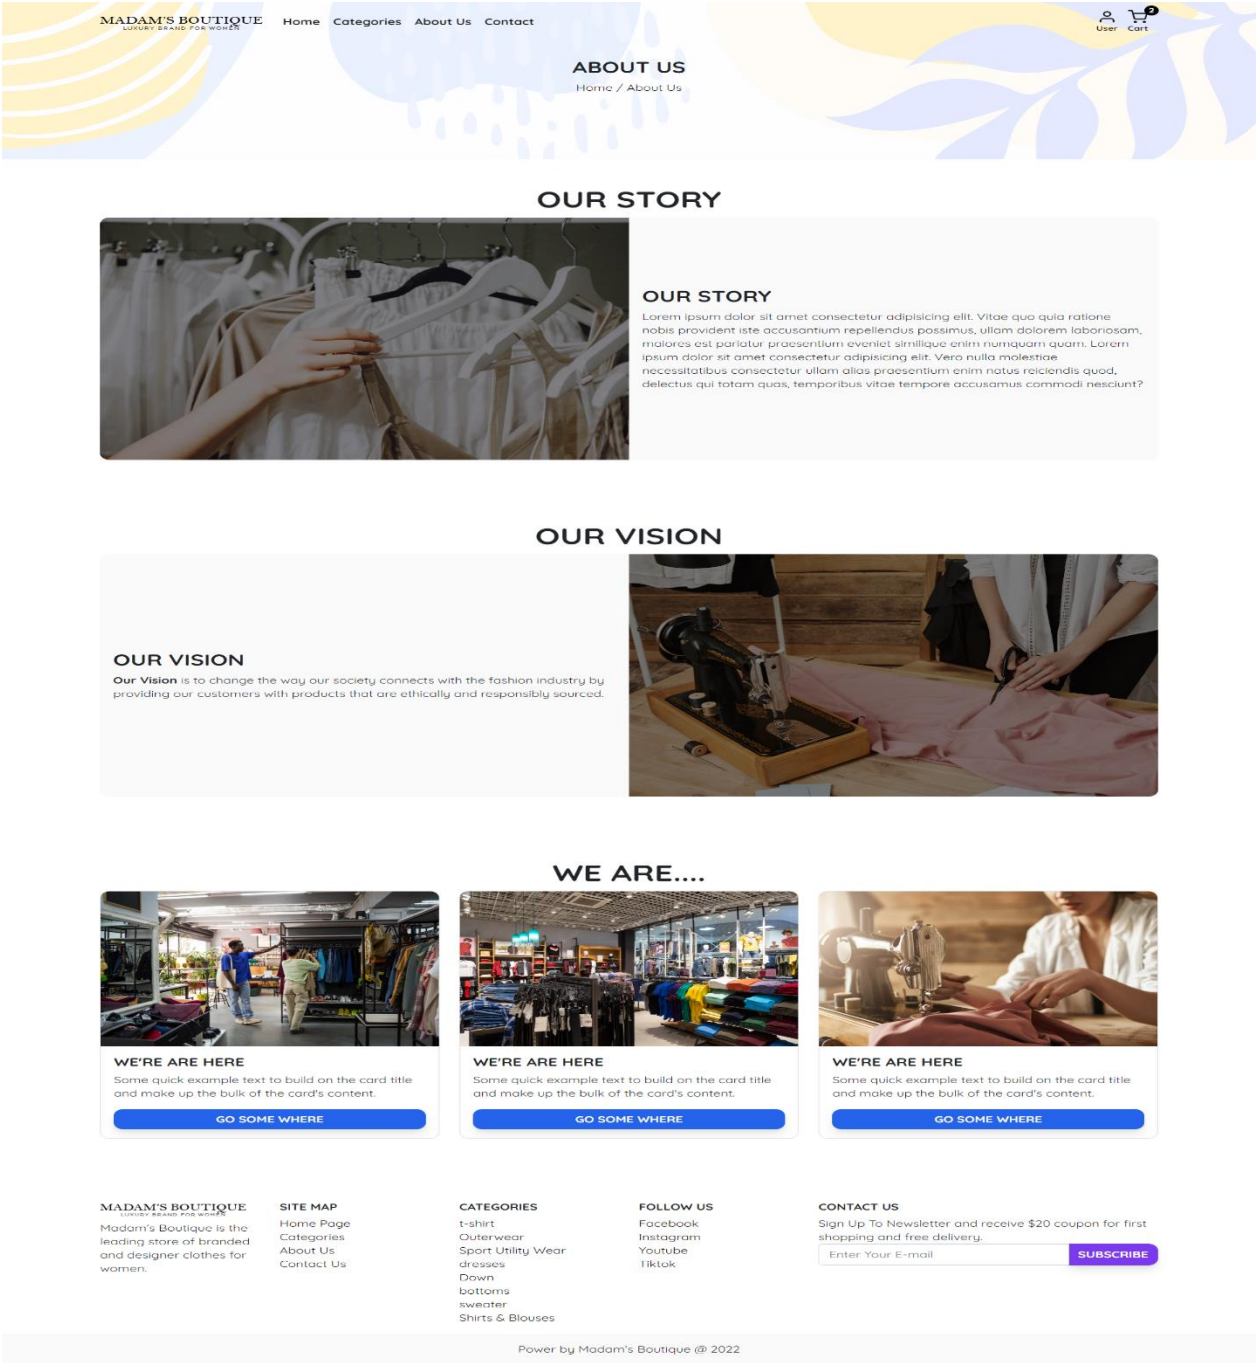 MADAM'S BOUTIQUE
LUXURY BRAND FOR WOMEN
Home Categories About Us Contact
2
User Cart
ABOUT US
Home / About Us
OUR STORY
OUR STORY
Lorem ipsum dolor sit amet consectetur adipisicing elit. Vitae quo quia ratione
nobis provident iste accusantium repellendus possimus, ullam dolorem laboriosam,
maiores est pariatur praesentium eveniet similique enim numquam quam. Lorem
ipsum dolor sit amet consectetur adipisicing elit. Vero nulla molestiae
necessitatibus consectetur ullam alias praesentium enim natus reiciendis quod,
delectus qui totam quas, temporibus vitae tempore accusamus commodi nesciunt?
OUR VISION
OUR VISION
Our Vision is to change the way our society connects with the fashion industry by
providing our customers with products that are ethically and responsibly sourced.
WE ARE....
WE'RE ARE HERE
Some quick example text to build on the card title
and make up the bulk of the card's content.
GO SOME WHERE
WE'RE ARE HERE
Some quick example text to build on the card title
and make up the bulk of the card's content.
GO SOME WHERE
WE'RE ARE HERE
Some quick example text to build on the card title
and make up the bulk of the card's content.
GO SOME WHERE
MADAM'S BOUTIQUE
LUXURY BRAND FOR WOMEN
Madam's Boutique is the
leading store of branded
and designer clothes for
women.
SITE MAP
Home Page
Categories
About Us
Contact Us
CATEGORIES
t-shirt
Outerwear
Sport Utility Wear
dresses
Down
bottoms
sweater
Shirts & Blouses
FOLLOW US
Facebook
Instagram
Youtube
Tiktok
CONTACT US
Sign Up To Newsletter and receive $20 coupon for first
shopping and free delivery.
Enter Your E-mail
SUBSCRIBE
Power by Madam's Boutique @ 2022